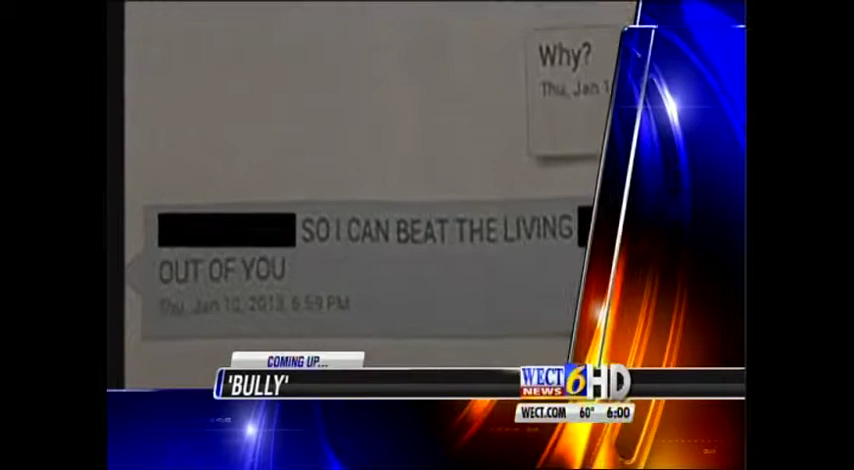 Why?
Thu, Jan 1
SO I CAN BEAT THE LIVING
OUT OF YOU
Thu, Jan 10, 2013, 6:59 PM
COMING UP...
'BULLY'
WECT 6 HD
NEWS
WECT.COM 60° 6:00